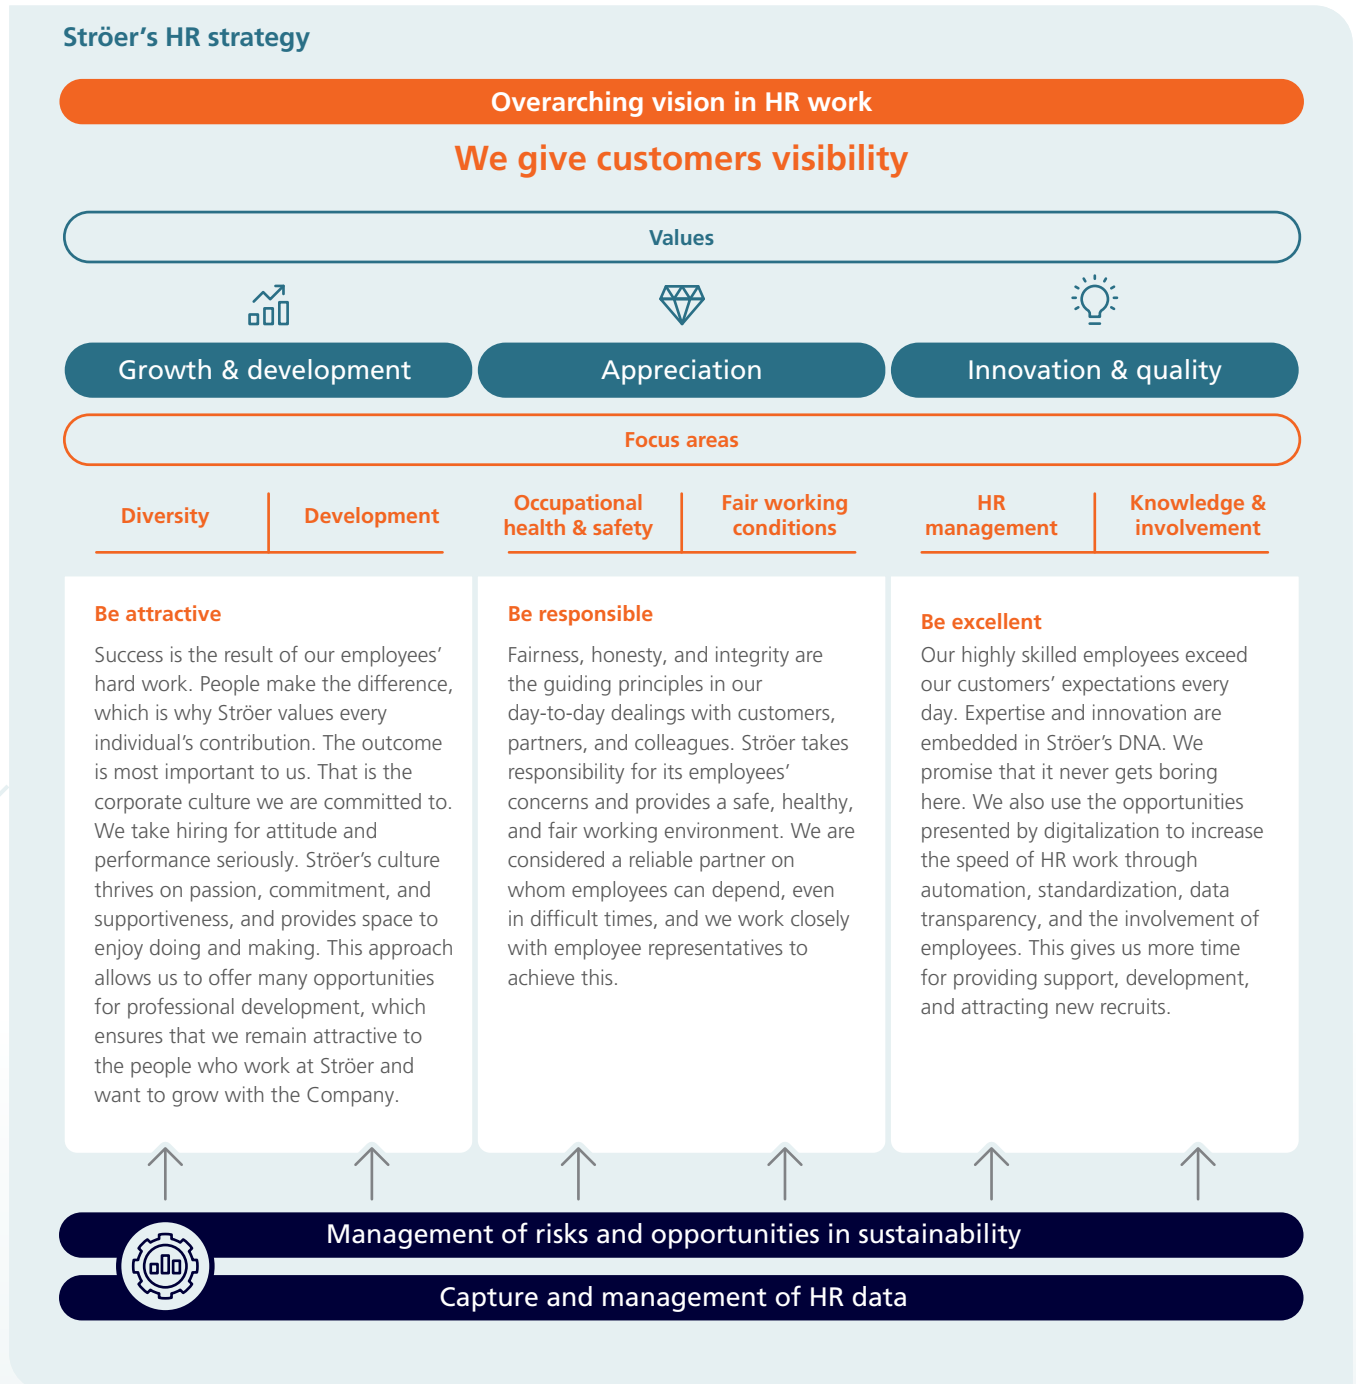 Ströer’s HR strategy
Overarching vision in HR work
We give customers visibility
Values
Growth & development
Appreciation
Innovation & quality
Focus areas
Diversity
Development
Occupational
health & safety
Fair working
conditions
HR
management
Knowledge &
involvement
Be attractive
Success is the result of our employees’
hard work. People make the difference,
which is why Ströer values every
individual’s contribution. The outcome
is most important to us. That is the
corporate culture we are committed to.
We take hiring for attitude and
performance seriously. Ströer’s culture
thrives on passion, commitment, and
supportiveness, and provides space to
enjoy doing and making. This approach
allows us to offer many opportunities
for professional development, which
ensures that we remain attractive to
the people who work at Ströer and
want to grow with the Company.
Be responsible
Fairness, honesty, and integrity are
the guiding principles in our
day-to-day dealings with customers,
partners, and colleagues. Ströer takes
responsibility for its employees’
concerns and provides a safe, healthy,
and fair working environment. We are
considered a reliable partner on
whom employees can depend, even
in difficult times, and we work closely
with employee representatives to
achieve this.
Be excellent
Our highly skilled employees exceed
our customers’ expectations every
day. Expertise and innovation are
embedded in Ströer’s DNA. We
promise that it never gets boring
here. We also use the opportunities
presented by digitalization to increase
the speed of HR work through
automation, standardization, data
transparency, and the involvement of
employees. This gives us more time
for providing support, development,
and attracting new recruits.
Management of risks and opportunities in sustainability
Capture and management of HR data